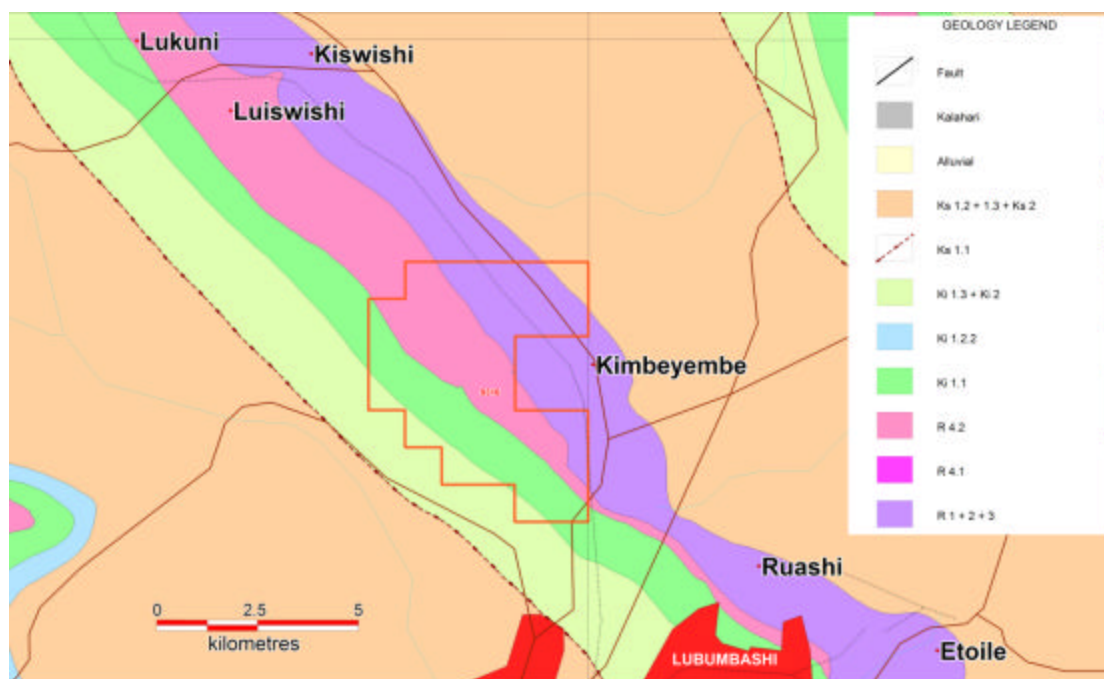 Lukuni
Kiswishi
Luiswishi
Kimbeyembe
Ruashi
Etoile
LUBUMBASHI
0 2.5 5
kilometres
GEOLOGY LEGEND
Fault
Kalahari
Alluvial
Ks 1.2 + 1.3 + Ks 2
Ks 1.1
Ki 1.3 + Ki 2
Ki 1.2.2
Ki 1.1
R 4.2
R 4.1
R 1 + 2 + 3